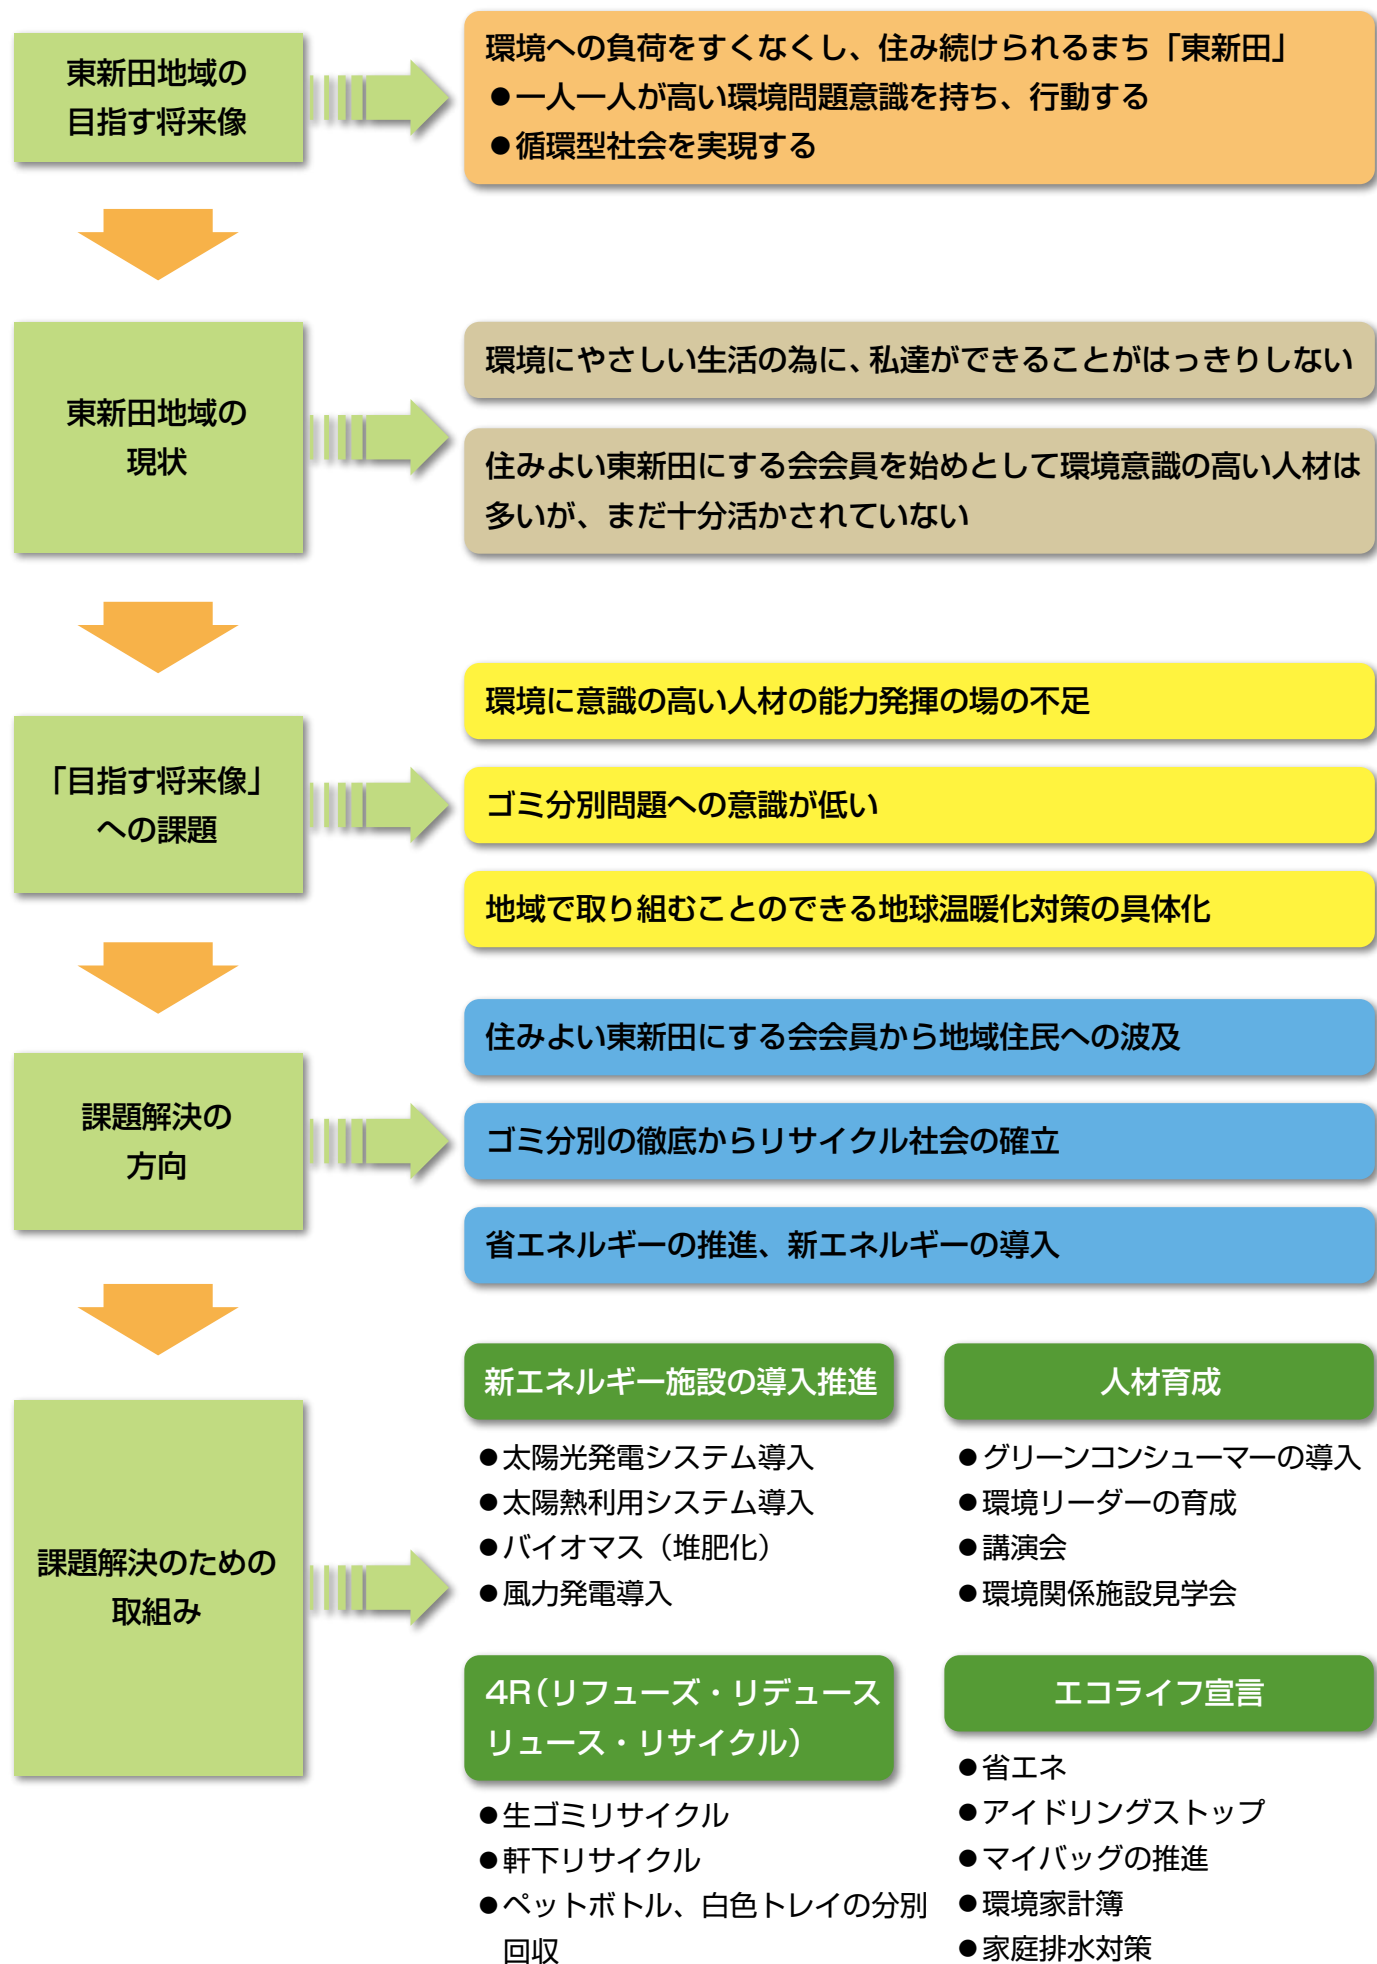 東新田地域の
目指す将来像
環境への負荷をすくなくし、住み続けられるまち「東新田」
●一人一人が高い環境問題意識を持ち、行動する
●循環型社会を実現する
東新田地域の
現状
環境にやさしい生活の為に、私達ができることがはっきりしない
住みよい東新田にする会会員を始めとして環境意識の高い人材は
多いが、まだ十分活かされていない
「目指す将来像」
への課題
環境に意識の高い人材の能力発揮の場の不足
ゴミ分別問題への意識が低い
地域で取り組むことのできる地球温暖化対策の具体化
課題解決の
方向
住みよい東新田にする会会員から地域住民への波及
ゴミ分別の徹底からリサイクル社会の確立
省エネルギーの推進、新エネルギーの導入
課題解決のための
取組み
新エネルギー施設の導入推進
●太陽光発電システム導入
●太陽熱利用システム導入
●バイオマス（堆肥化）
●風力発電導入
人材育成
●グリーンコンシューマーの導入
●環境リーダーの育成
●講演会
●環境関係施設見学会
4R（リフューズ・リデュース
リュース・リサイクル）
●生ゴミリサイクル
●軒下リサイクル
●ペットボトル、白色トレイの分別
回収
エコライフ宣言
●省エネ
●アイドリングストップ
●マイバッグの推進
●環境家計簿
●家庭排水対策